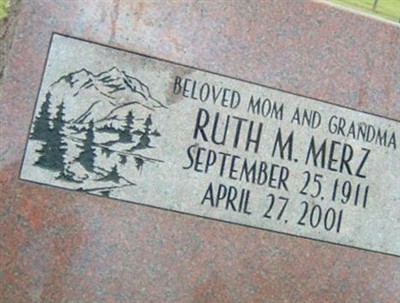 BELOVED MOM AND GRANDMA
RUTH M. MERZ
SEPTEMBER 25, 1911
APRIL 27, 2001